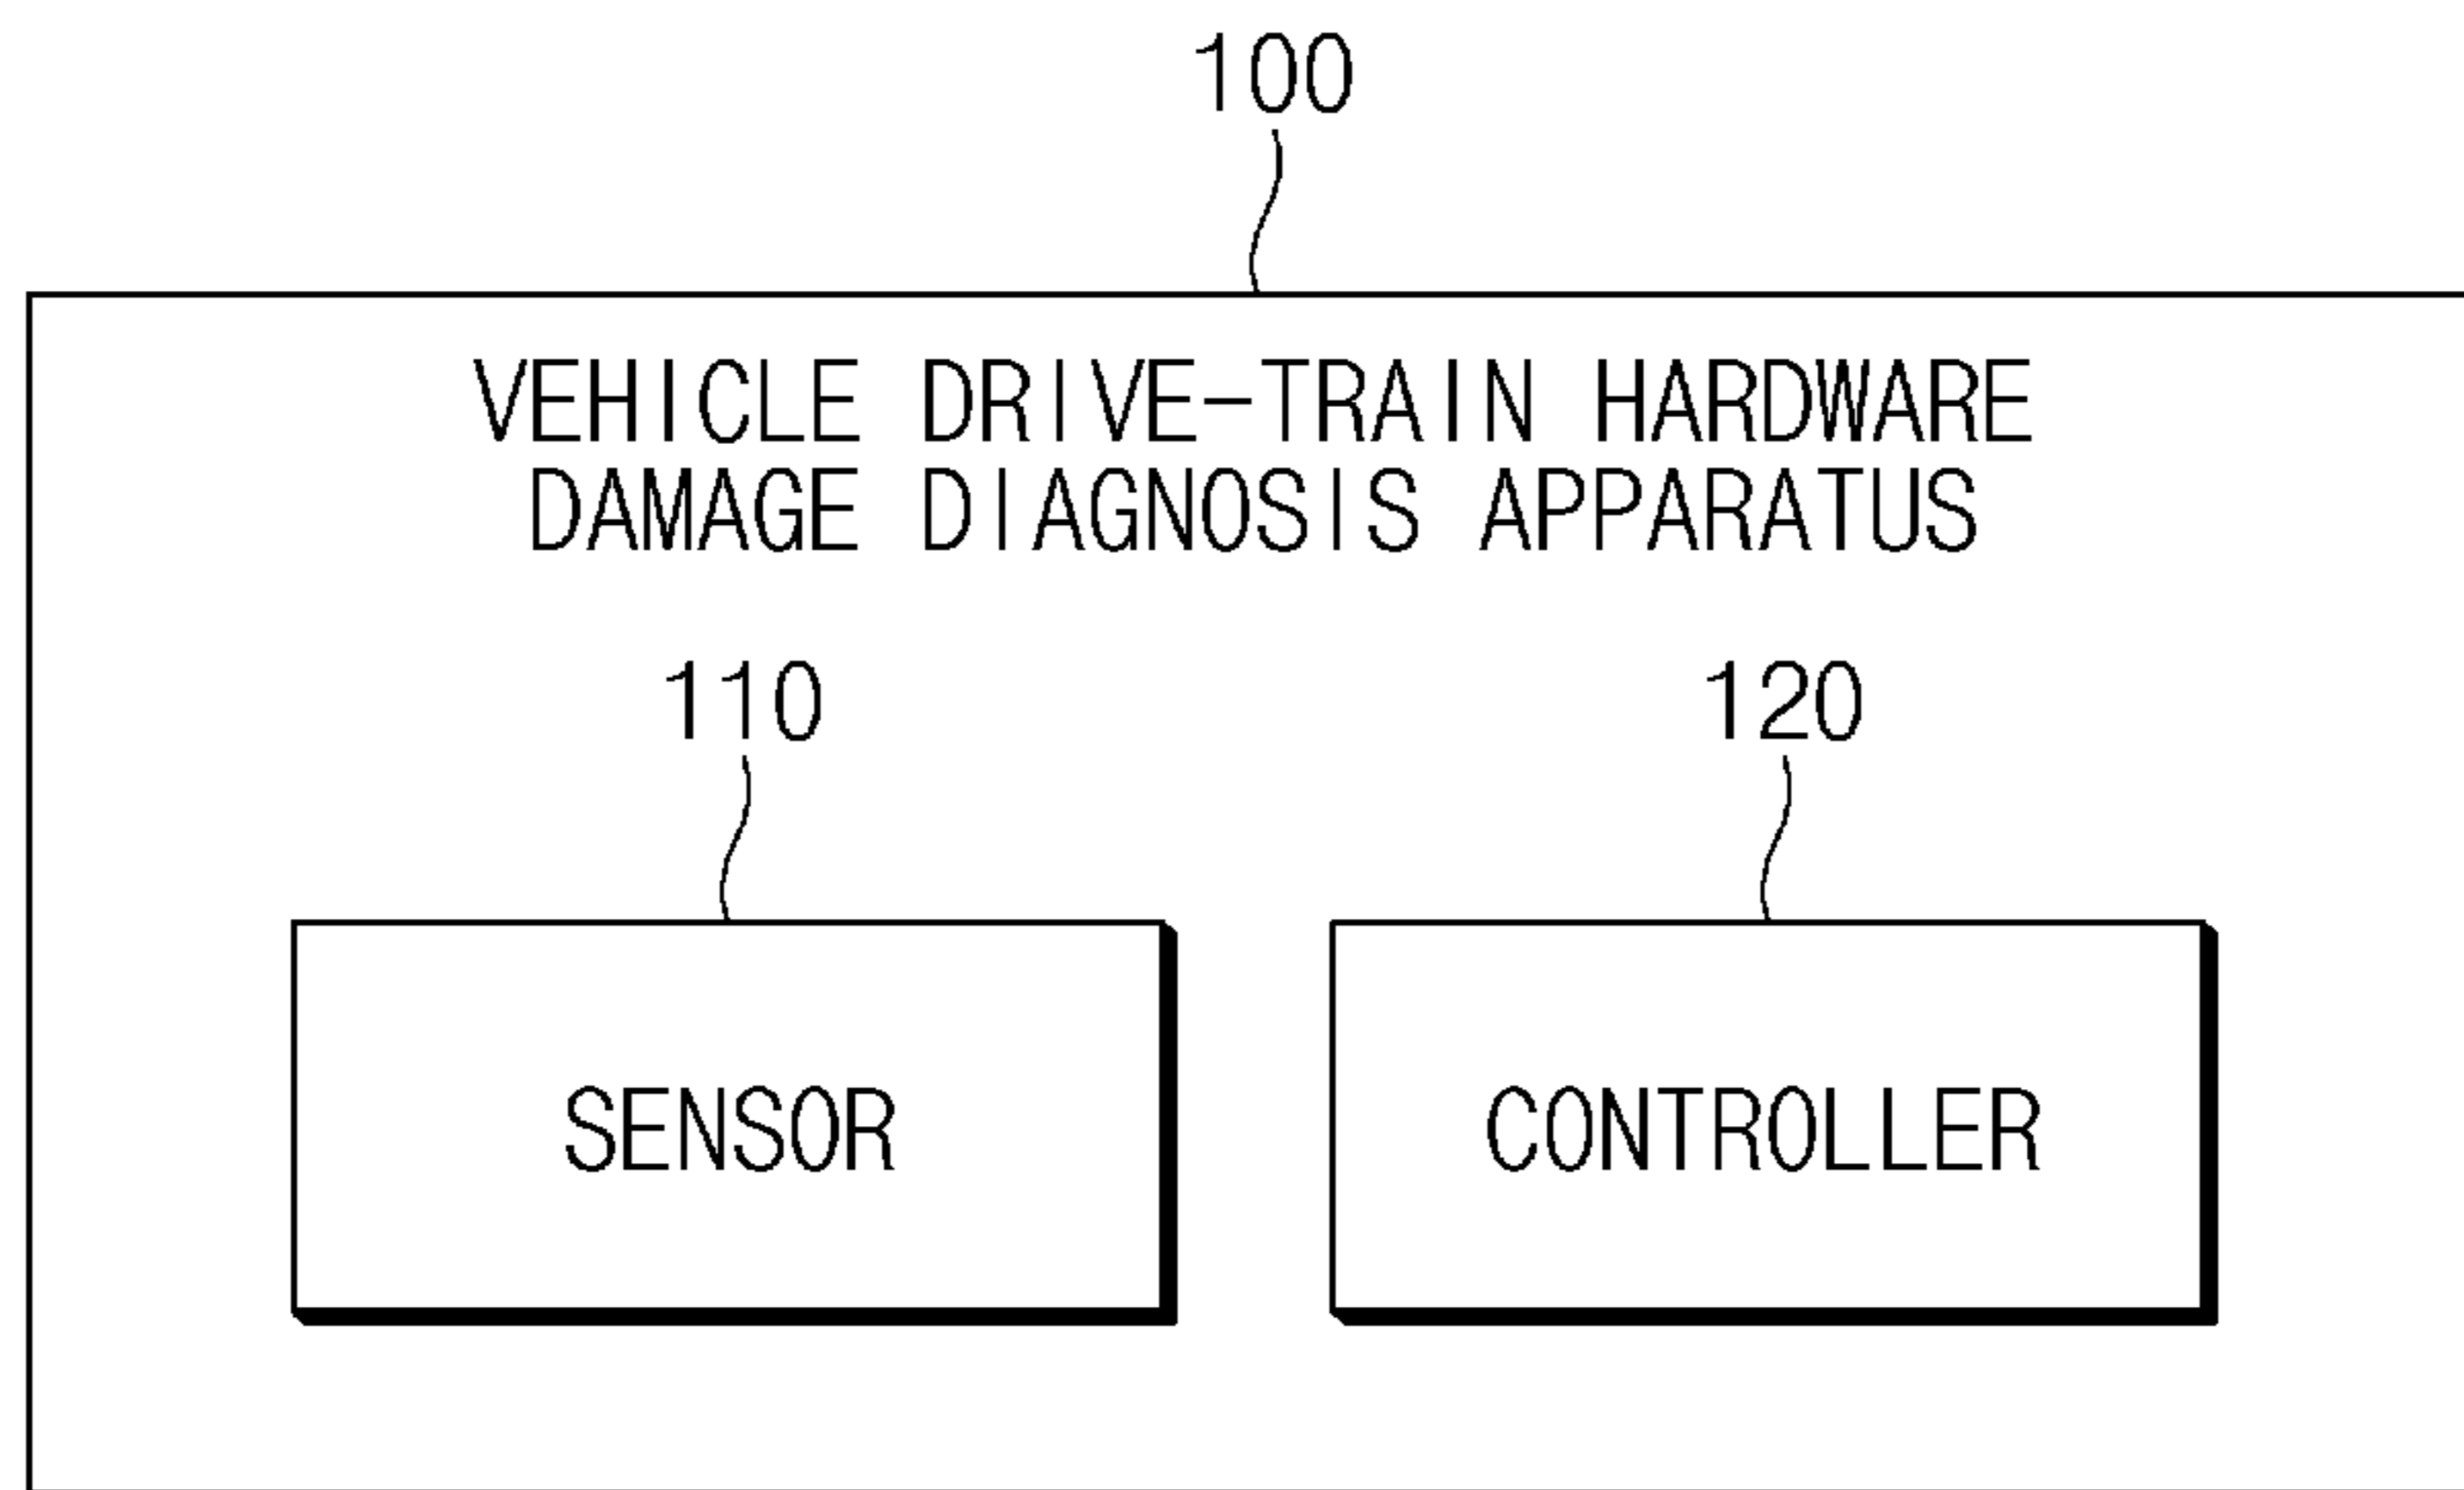 100
VEHICLE DRIVE-TRAIN HARDWARE
DAMAGE DIAGNOSIS APPARATUS
110
120
SENSOR
CONTROLLER